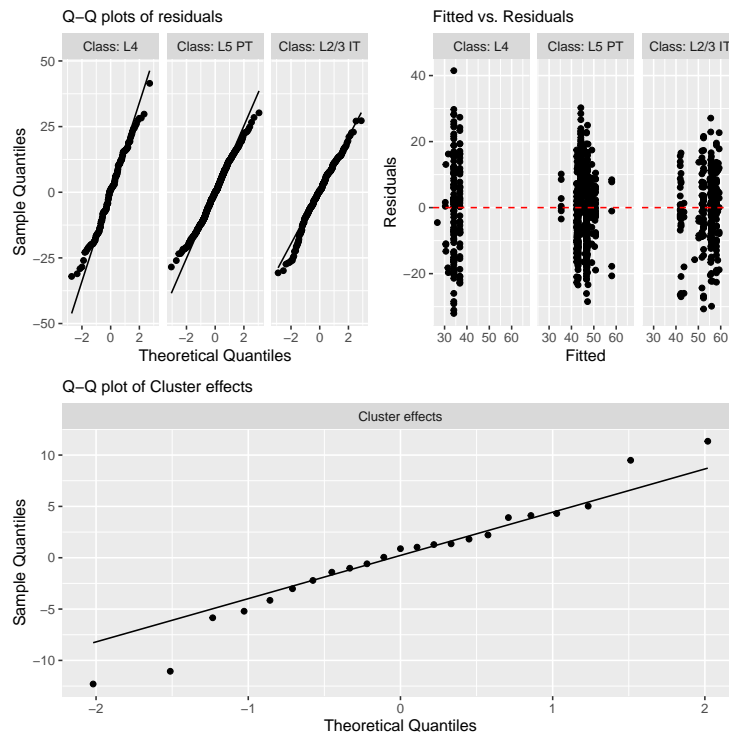 Q−Q plots of residuals
Class: L4 Class: L5 PT Class: L2/3 IT
50
25
0
−25
−50
Sample Quantiles
−2 0 2 −2 0 2 −2 0 2
Theoretical Quantiles
Fitted vs. Residuals
Class: L4 Class: L5 PT Class: L2/3 IT
40
20
0
−20
Residuals
30 40 50 60 30 40 50 60 30 40 50 60
Fitted
Q−Q plot of Cluster effects
Cluster effects
10
5
0
−5
−10
Sample Quantiles
−2 −1 0 1 2
Theoretical Quantiles